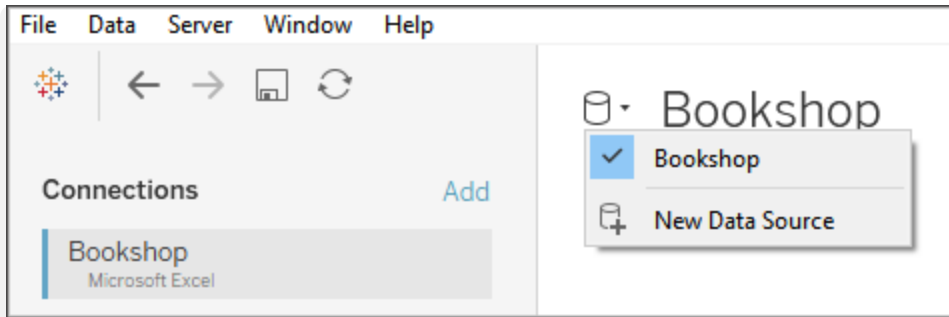 File Data Server Window Help
Bookshop
Bookshop
New Data Source
Connections Add
Bookshop
Microsoft Excel